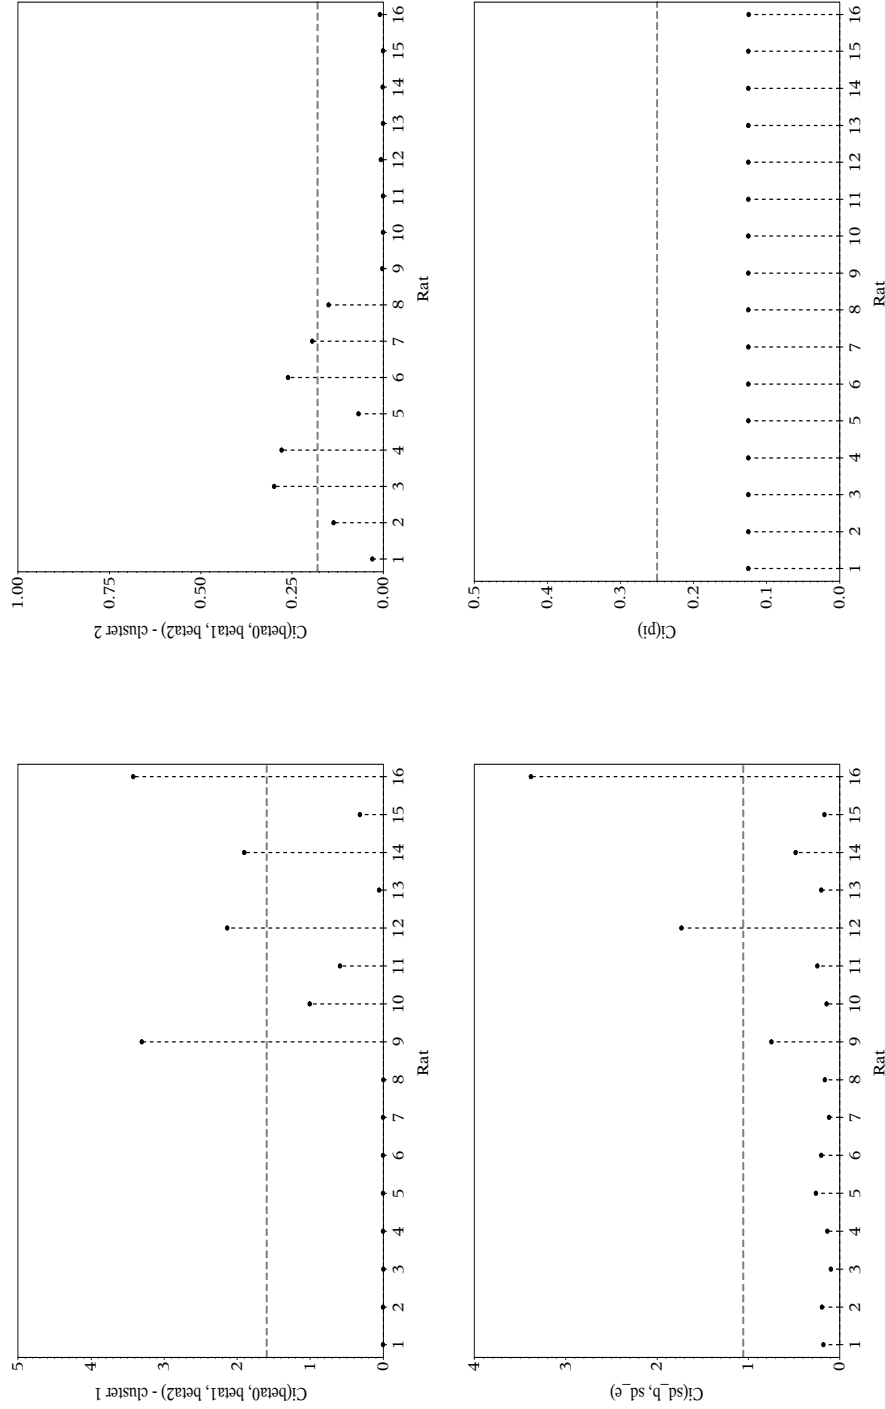 Ci(beta0, beta1, beta2) - cluster 1
5
4
3
2
1
0
1 2 3 4 5 6 7 8 9 10 11 12 13 14 15 16
Rat
Ci(beta0, beta1, beta2) - cluster 2
1.00
0.75
0.50
0.25
0.00
1 2 3 4 5 6 7 8 9 10 11 12 13 14 15 16
Rat
Ci(sd_b, sd_e)
4
3
2
1
0
1 2 3 4 5 6 7 8 9 10 11 12 13 14 15 16
Rat
Ci(pi)
0.5
0.4
0.3
0.2
0.1
0.0
1 2 3 4 5 6 7 8 9 10 11 12 13 14 15 16
Rat